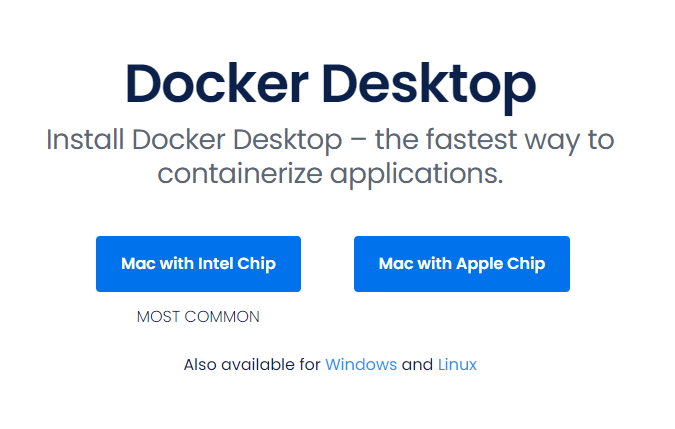 Docker Desktop
Install Docker Desktop – the fastest way to
containerize applications.
Mac with Intel Chip
Mac with Apple Chip
MOST COMMON
Also available for Windows and Linux